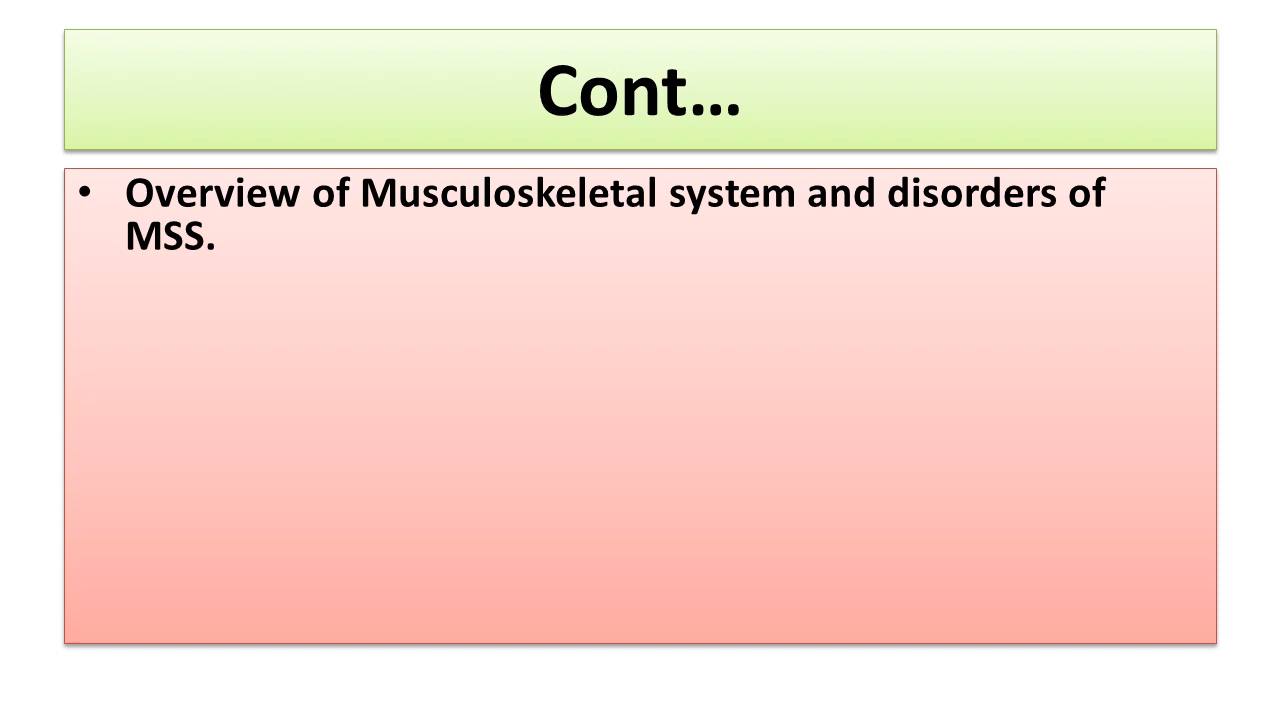 Cont…
• Overview of Musculoskeletal system and disorders of
MSS.